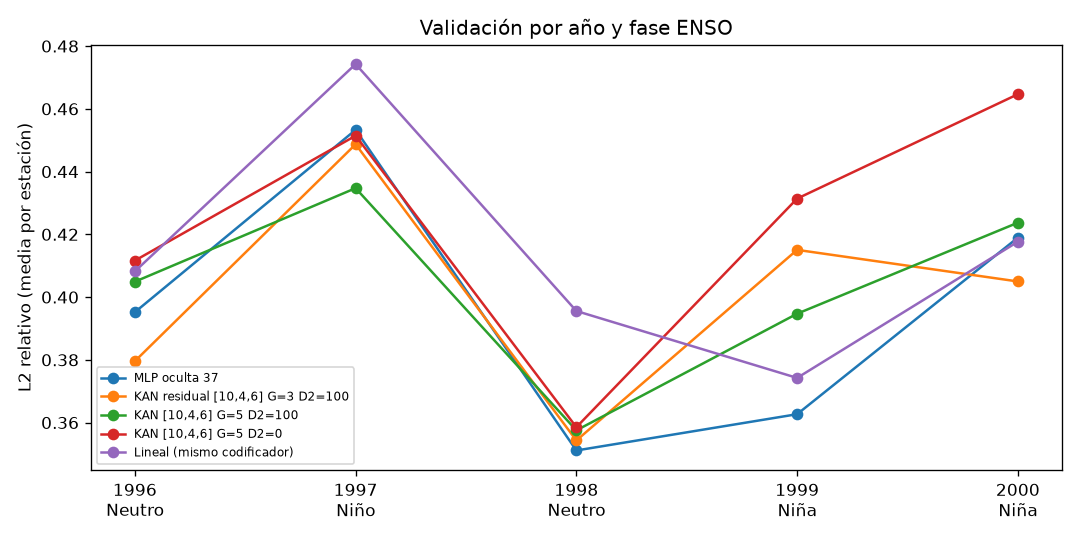 Validación por año y fase ENSO
L2 relativo (media por estación)
0.48
0.46
0.44
0.42
0.40
0.38
0.36
MLP oculta 37
KAN residual [10,4,6] G=3 D2=100
KAN [10,4,6] G=5 D2=100
KAN [10,4,6] G=5 D2=0
Lineal (mismo codificador)
1996
Neutro
1997
Niño
1998
Neutro
1999
Niña
2000
Niña